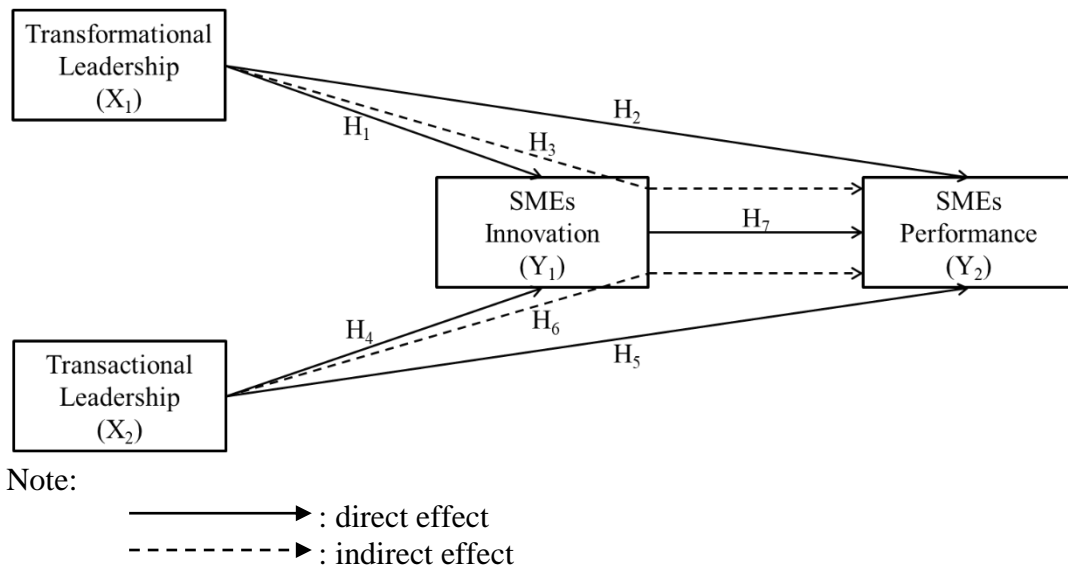 Transformational
Leadership
(X₁)
H₂
H₁
H₃
SMEs
Innovation
(Y₁)
H₇
SMEs
Performance
(Y₂)
H₄
H₆
H₅
Transactional
Leadership
(X₂)
Note:
: direct effect
: indirect effect